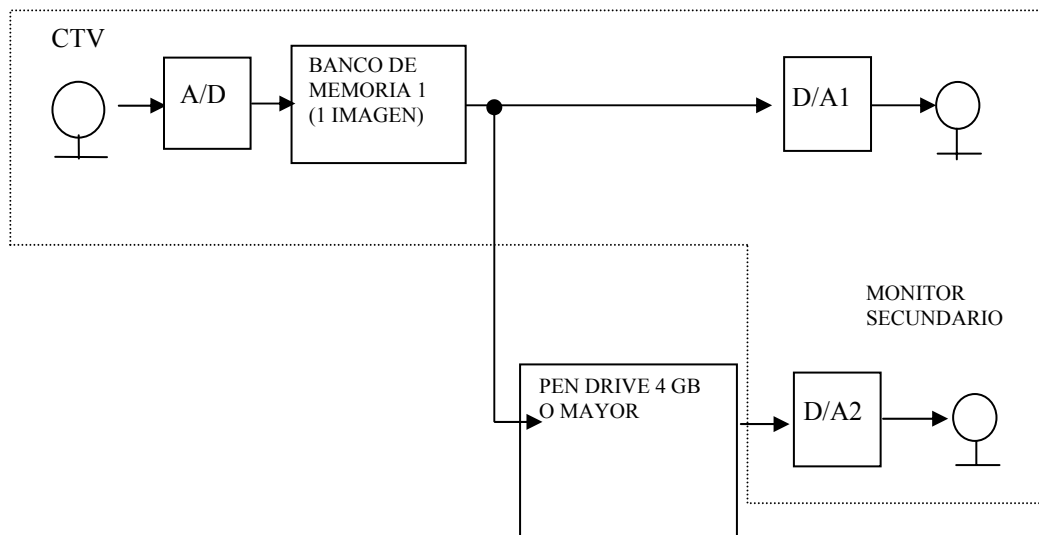 CTV
A/D
BANCO DE
MEMORIA 1
(1 IMAGEN)
D/A1
MONITOR
SECUNDARIO
PEN DRIVE 4 GB
O MAYOR
D/A2